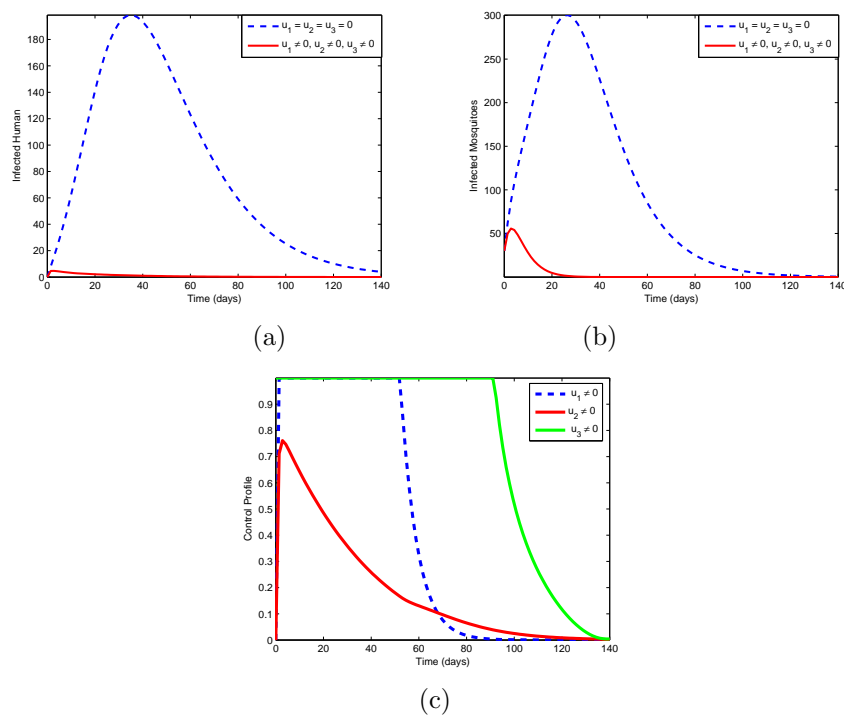 180
160
140
120
100
80
60
40
20
0
Infected Human
u1 = u2 = u3 = 0
u1 ≠ 0, u2 ≠ 0, u3 ≠ 0
0 20 40 60 80 100 120 140
Time (days)
(a)
300
250
200
150
100
50
Infected Mosquitoes
u1 = u2 = u3 = 0
u1 ≠ 0, u2 ≠ 0, u3 ≠ 0
0 20 40 60 80 100 120 140
Time (days)
(b)
0.9
0.8
0.7
0.6
0.5
0.4
0.3
0.2
0.1
0
Control Profile
u1 ≠ 0
u2 ≠ 0
u3 ≠ 0
0 20 40 60 80 100 120 140
Time (days)
(c)